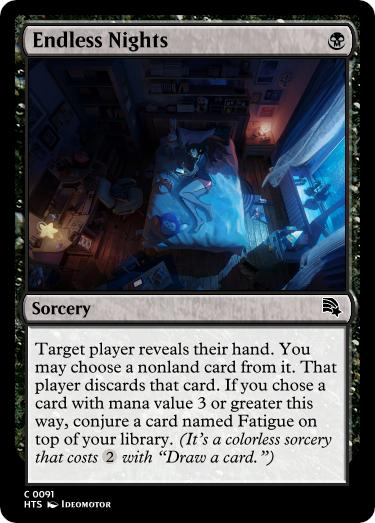 Endless Nights
Sorcery
Target player reveals their hand. You
may choose a nonland card from it. That
player discards that card. If you chose a
card with mana value 3 or greater this
way, conjure a card named Fatigue on
top of your library. (It's a colorless sorcery
that costs 2 with “Draw a card.”)
C 0091
HTS Ideomotor